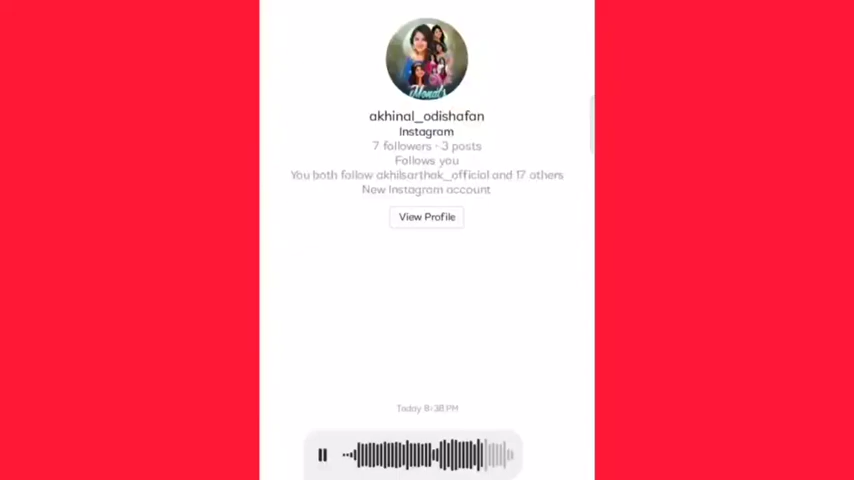 Monal's
akhinal_odishafan
Instagram
7 followers · 3 posts
Follows you
You both follow akhilsarthak_official and 17 others
New Instagram account
View Profile
Today 8:38 PM